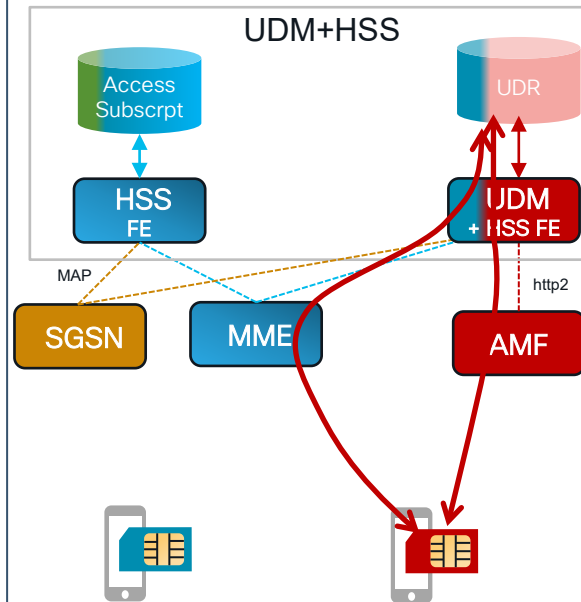 UDM+HSS
Access
Subscrpt
UDR
HSS
FE
UDM
+ HSS FE
MAP
http2
SGSN
MME
AMF